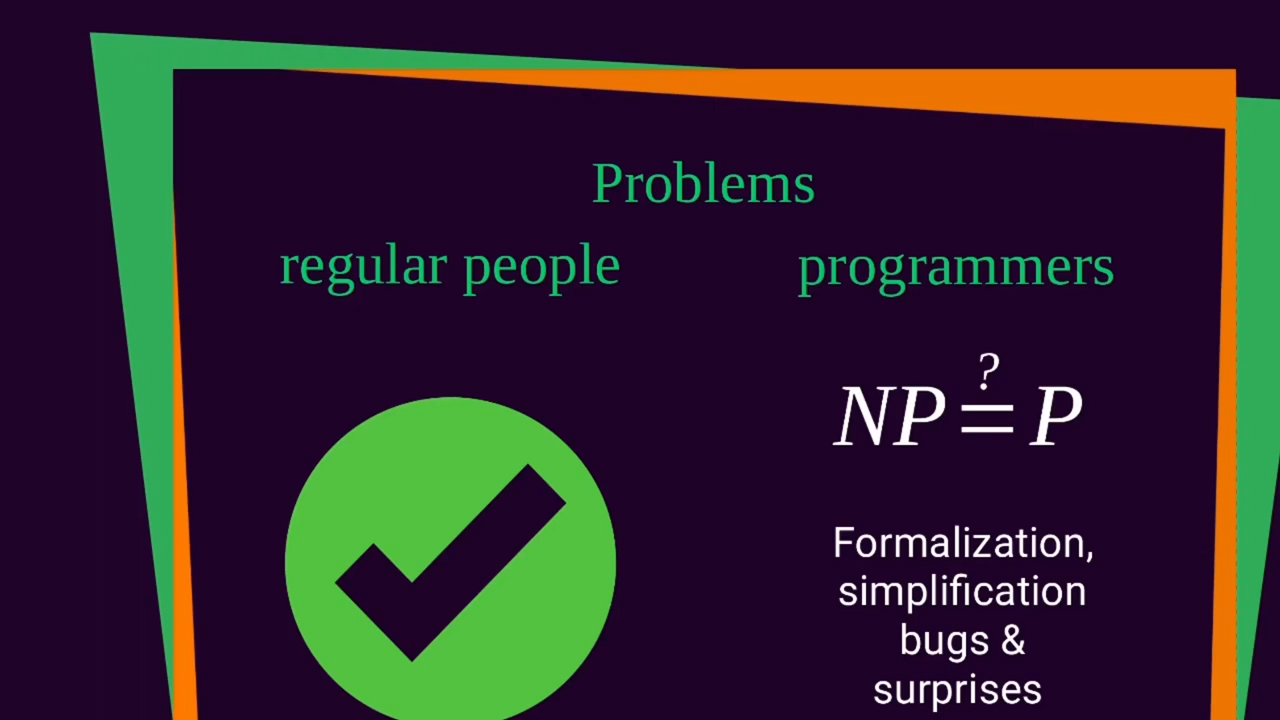 Problems
regular people
programmers
?
NP = P
Formalization,
simplification
bugs &
surprises